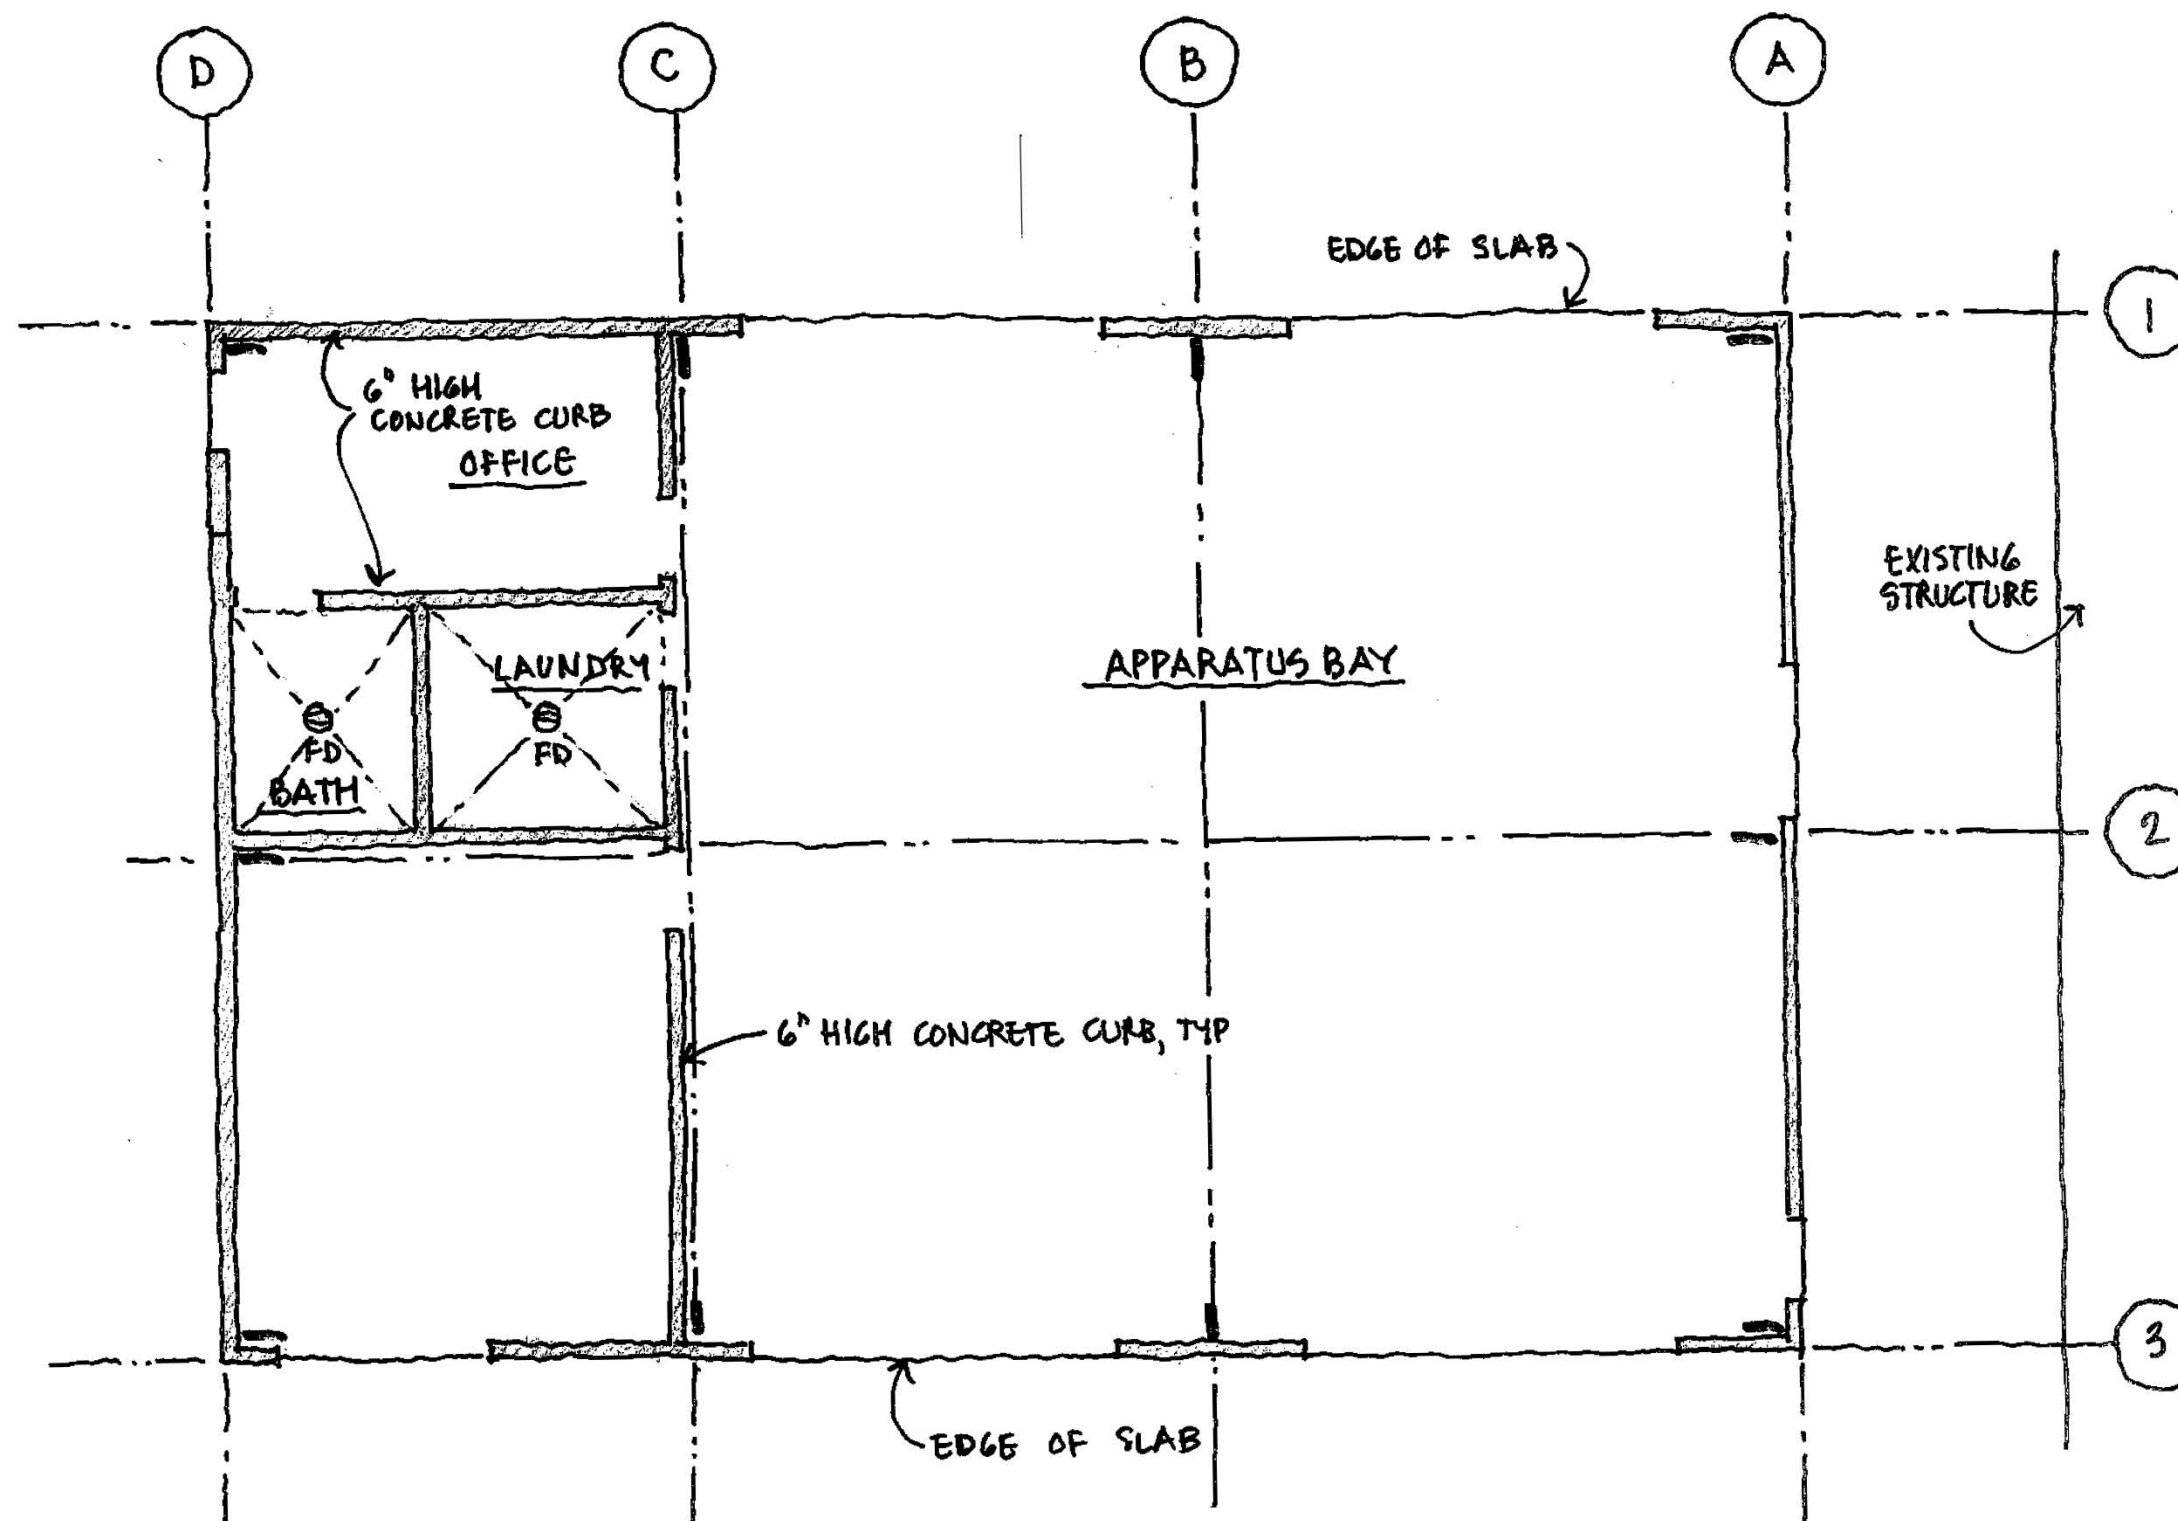 D
C
B
A
EDGE OF SLAB
1
6" HIGH
CONCRETE CURB
OFFICE
EXISTING
STRUCTURE
LAUNDRY
APPARATUS BAY
FD
FD
BATH
2
6" HIGH CONCRETE CURB, TYP
3
EDGE OF SLAB